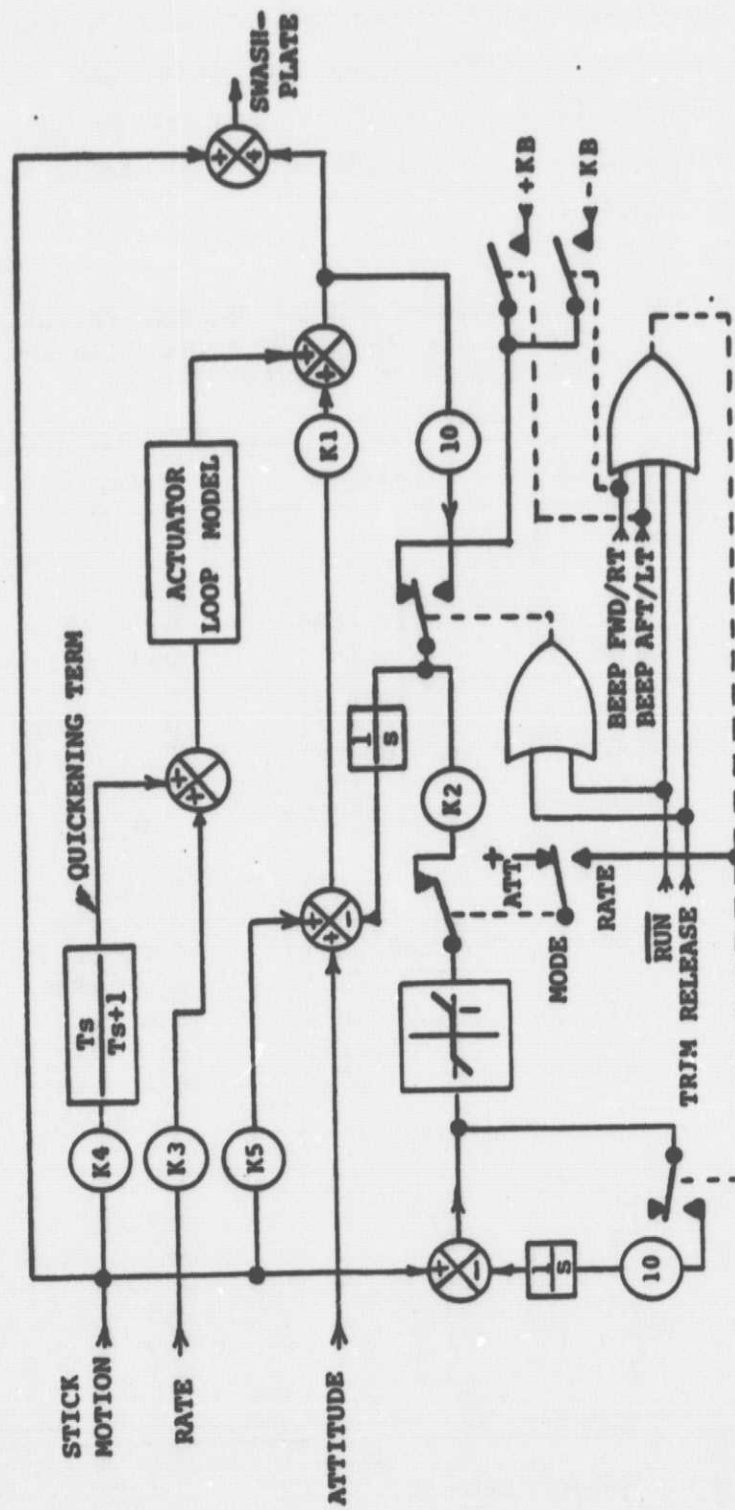 STICK
MOTION
RATE
ATTITUDE
K4
K3
K5
Ts
Ts+1
QUICKENING TERM
ACTUATOR
LOOP MODEL
SWASH-
PLATE
+
+
+
+
+
+
K1
+
+
-
1
s
10
K2
+
-
1
s
10
MODE
+
ATT
RATE
+KB
-KB
BEEP FWD/RT
BEEP AFT/LT
RUN
TRIM RELEASE